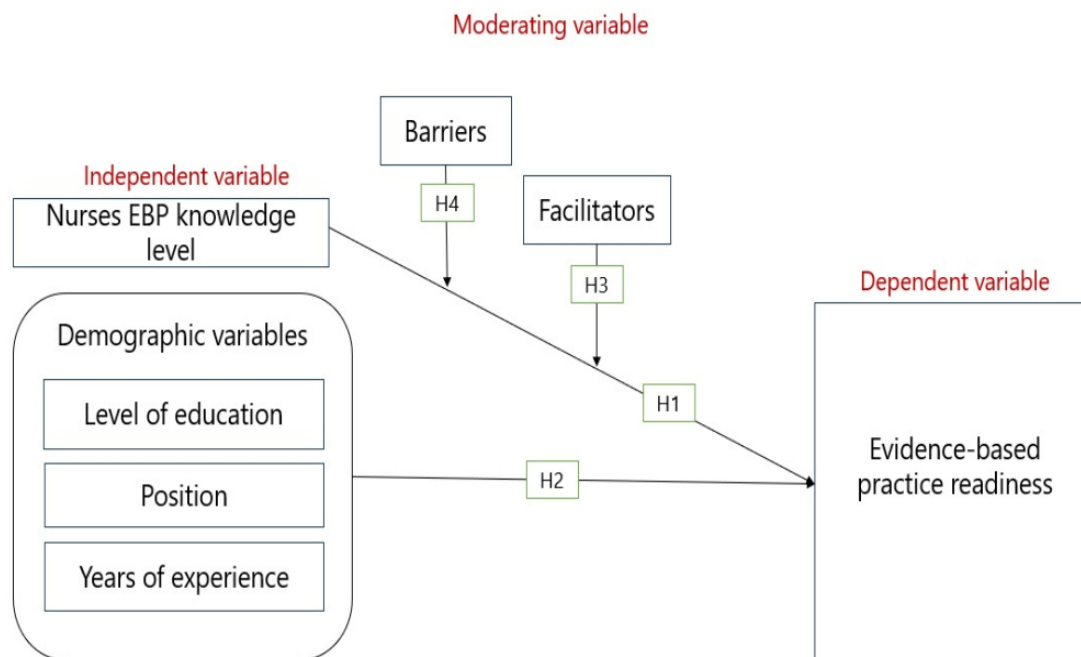 Moderating variable
Barriers
Independent variable
H4
Facilitators
Nurses EBP knowledge
level
H3
Dependent variable
Demographic variables
Level of education
H1
Evidence-based
practice readiness
Position
H2
Years of experience